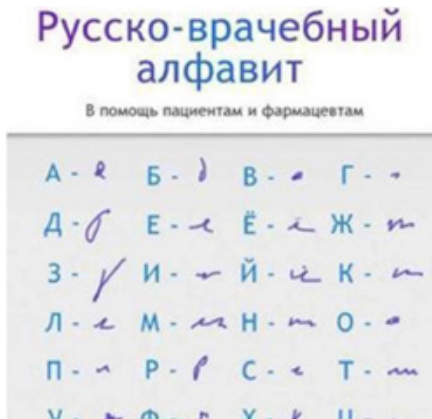 Русско-врачебный
алфавит
В помощь пациентам и фармацевтам
А - Б - В - Г -
Д - Е - Ё - Ж -
З - И - Й - К -
Л - М - Н - О -
П - Р - С - Т -
У - Ф - Х -